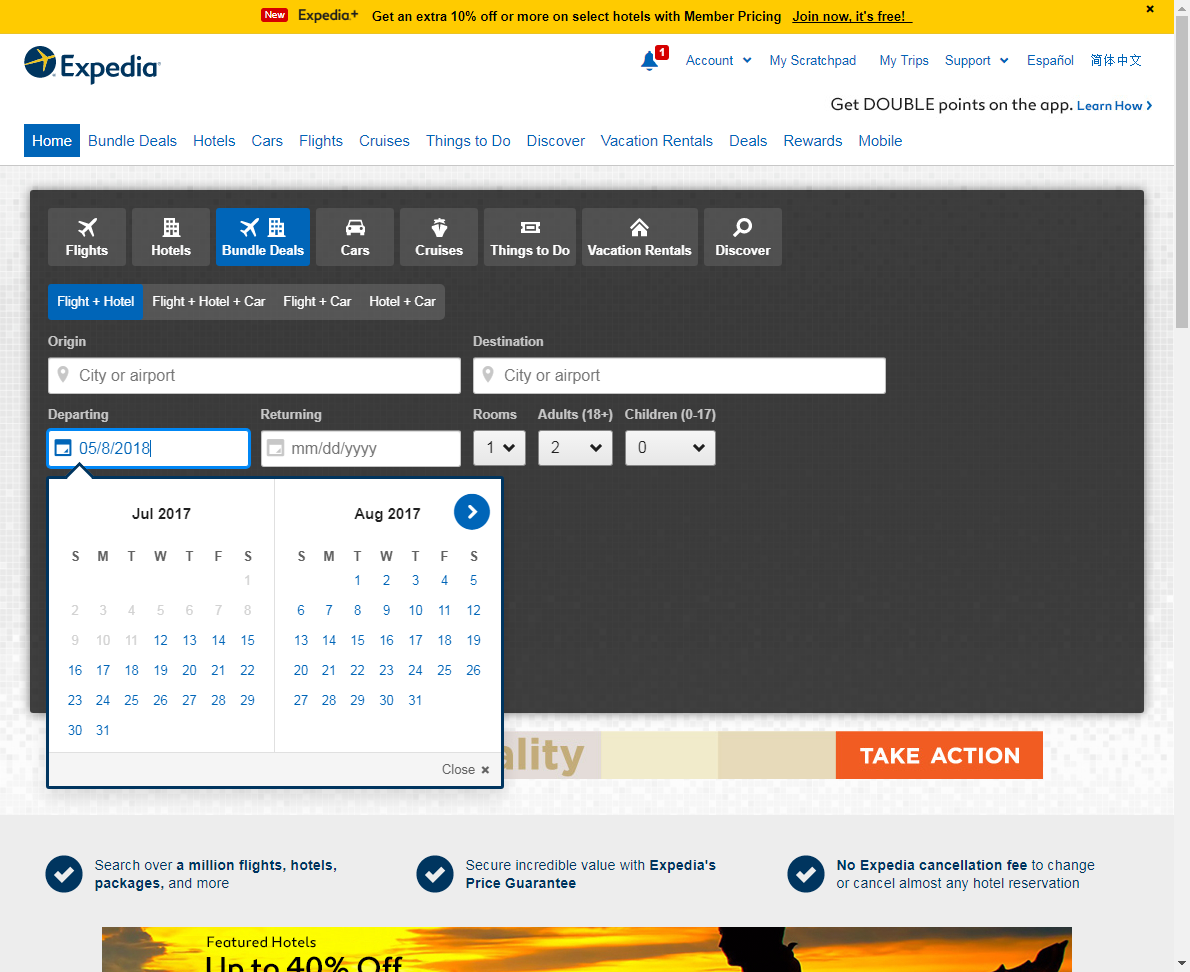 New Expedia+ Get an extra 10% off or more on select hotels with Member Pricing Join now, it's free!
Expedia
1 Account My Scratchpad My Trips Support Español 简体中文
Get DOUBLE points on the app. Learn How
Home Bundle Deals Hotels Cars Flights Cruises Things to Do Discover Vacation Rentals Deals Rewards Mobile
Flights Hotels Bundle Deals Cars Cruises Things to Do Vacation Rentals Discover
Flight + Hotel Flight + Hotel + Car Flight + Car Hotel + Car
Origin Destination
City or airport City or airport
Departing Returning Rooms Adults (18+) Children (0-17)
05/8/2018 mm/dd/yyyy 1 2 0
Jul 2017 Aug 2017
S M T W T F S S M T W T F S
1 1 2 3 4 5
2 3 4 5 6 7 8 6 7 8 9 10 11 12
9 10 11 12 13 14 15 13 14 15 16 17 18 19
16 17 18 19 20 21 22 20 21 22 23 24 25 26
23 24 25 26 27 28 29 27 28 29 30 31
30 31
ality TAKE ACTION
Close
Search over a million flights, hotels,
packages, and more
Secure incredible value with Expedia's
Price Guarantee
No Expedia cancellation fee to change
or cancel almost any hotel reservation
Featured Hotels
Up to 40% Off